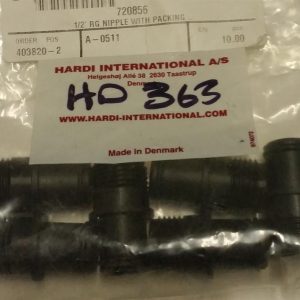 720856
1/2' RG NIPPLE WITH PACKING
ORDER POS
403820-2
A-0511
10.00
HARDI INTERNATIONAL A/S
Helgeshøj Allé 38 2630 Taastrup
Denmark
HD 363
WWW.HARDI-INTERNATIONAL.COM
Made in Denmark